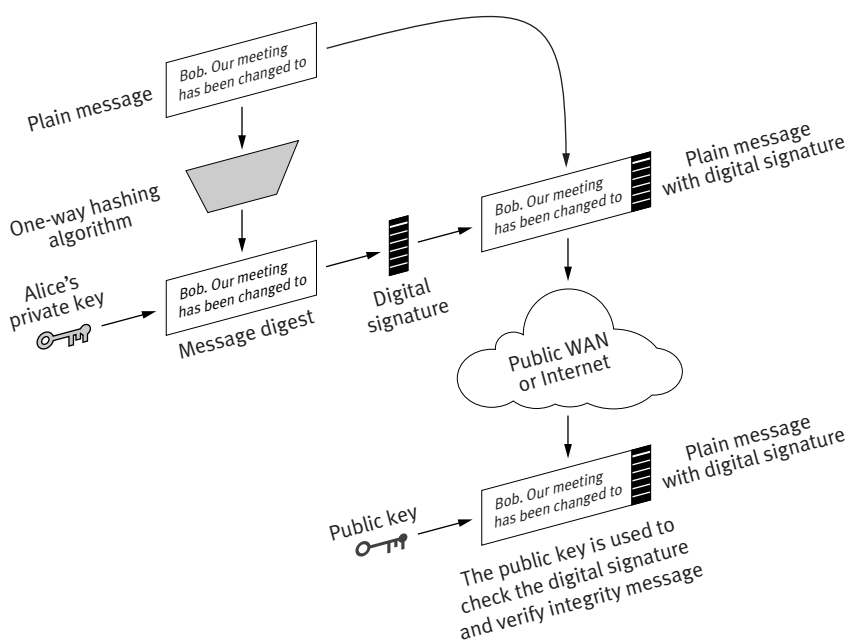 Bob. Our meeting
has been changed to
Plain message
One-way hashing
algorithm
Alice's
private key
Bob. Our meeting
has been changed to
Message digest
Digital
signature
Bob. Our meeting
has been changed to
Plain message
with digital signature
Public WAN
or Internet
Bob. Our meeting
has been changed to
Plain message
with digital signature
Public key
The public key is used to
check the digital signature
and verify integrity message